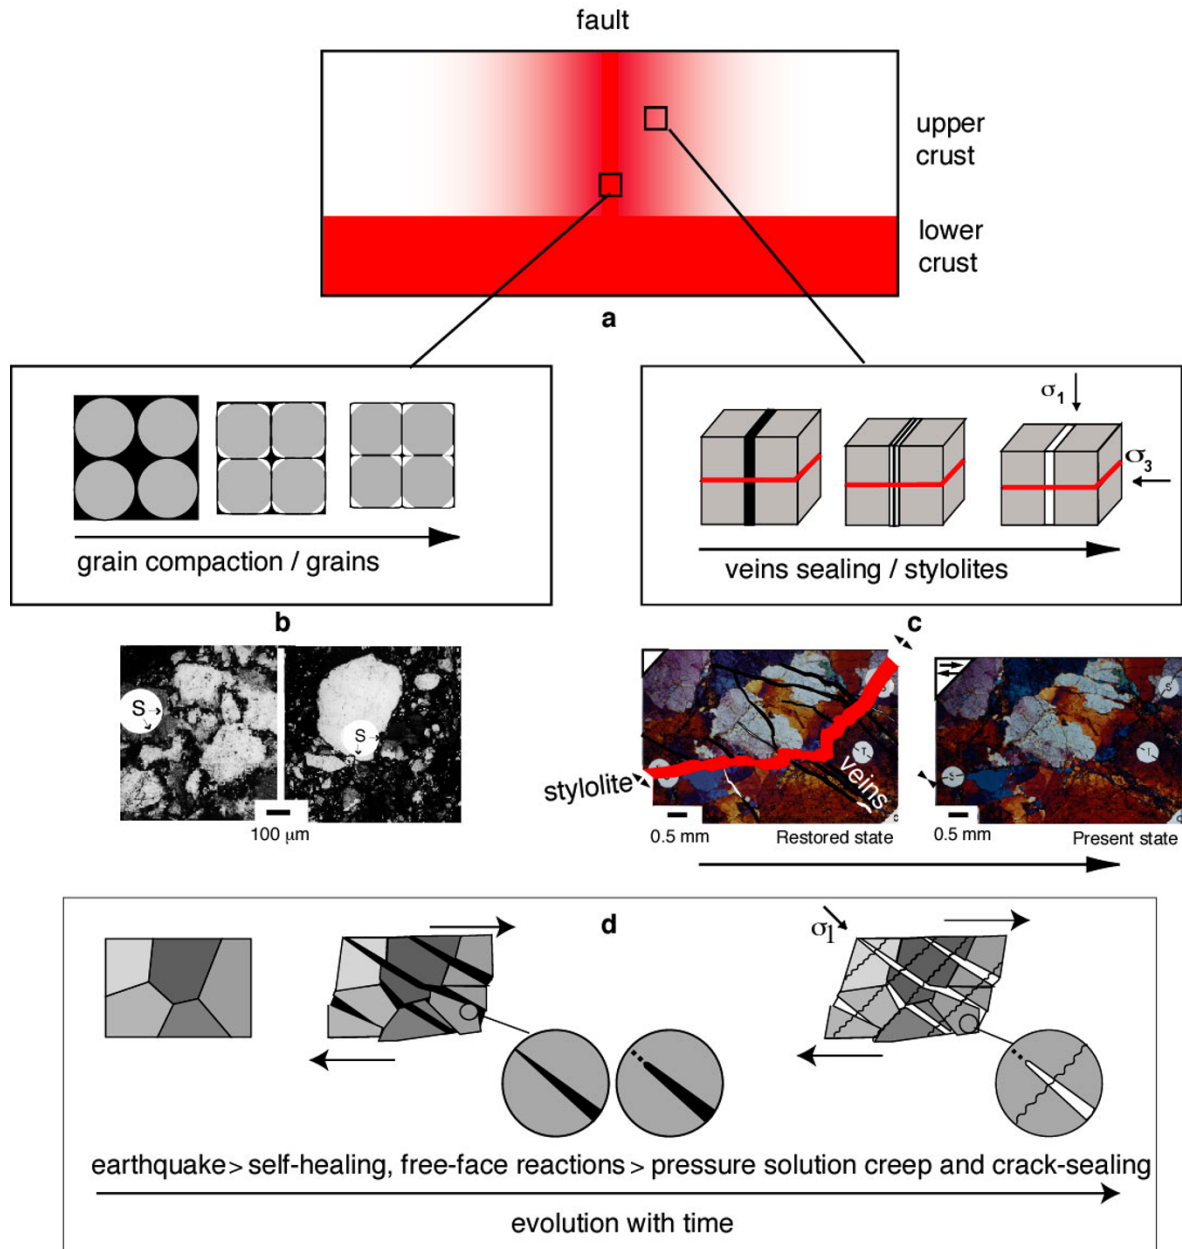 fault
upper
crust
lower
crust
a
σ1
σ3
grain compaction / grains
veins sealing / stylolites
b
c
S
S
S
T
S
T
S
stylolite
veins
100 μm
0.5 mm
Restored state
0.5 mm
Present state
d
σ1
earthquake > self-healing, free-face reactions > pressure solution creep and crack-sealing
evolution with time